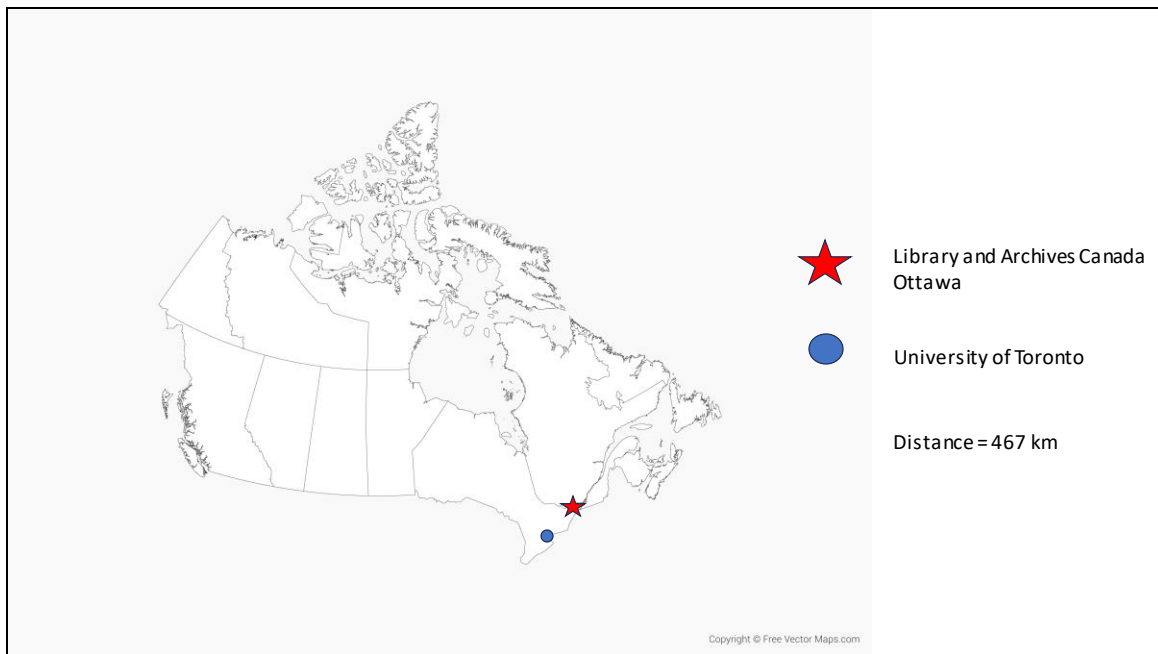 Library and Archives Canada
Ottawa
University of Toronto
Distance = 467 km
Copyright © Free Vector Maps.com